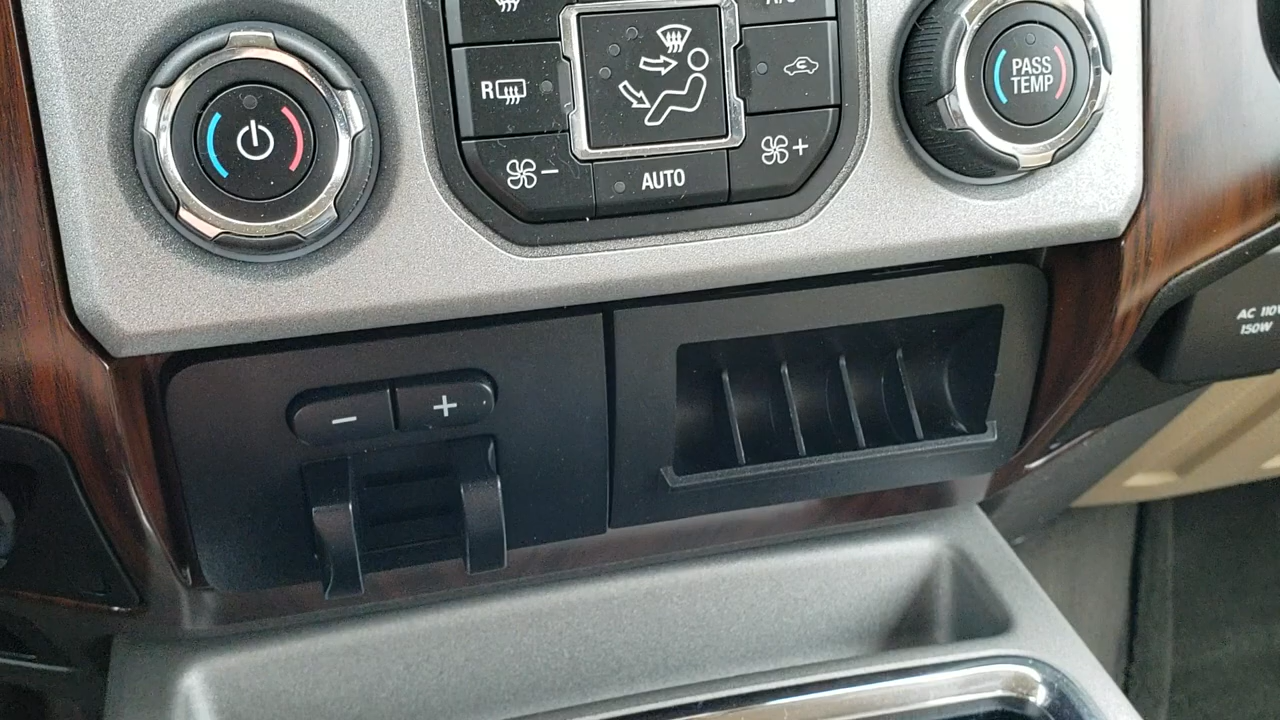 R
AUTO
PASS
TEMP
-
+
-
+
AC 110V
150W